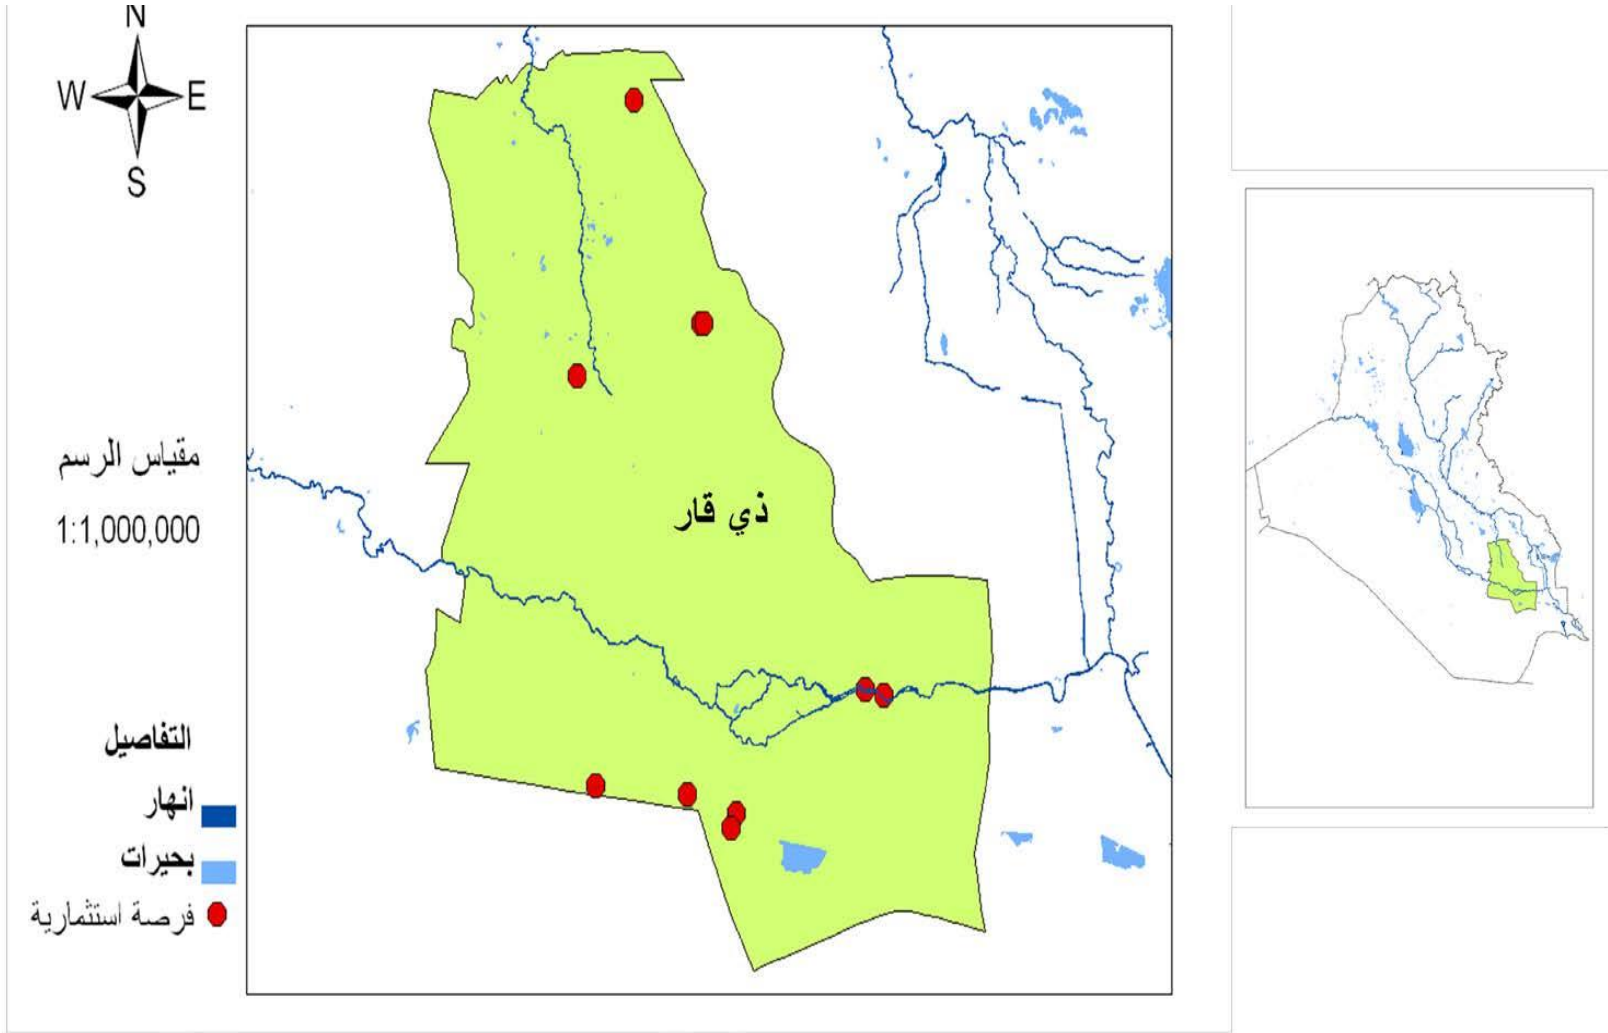 N
W E
S
ذي قار
مقياس الرسم
1:1,000,000
التفاصيل
انهار
بحيرات
فرصة استثمارية